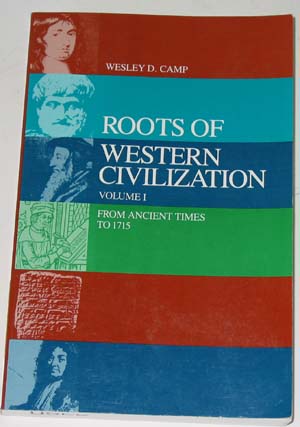 WESLEY D. CAMP
ROOTS OF
WESTERN
CIVILIZATION
VOLUME I
FROM ANCIENT TIMES
TO 1715